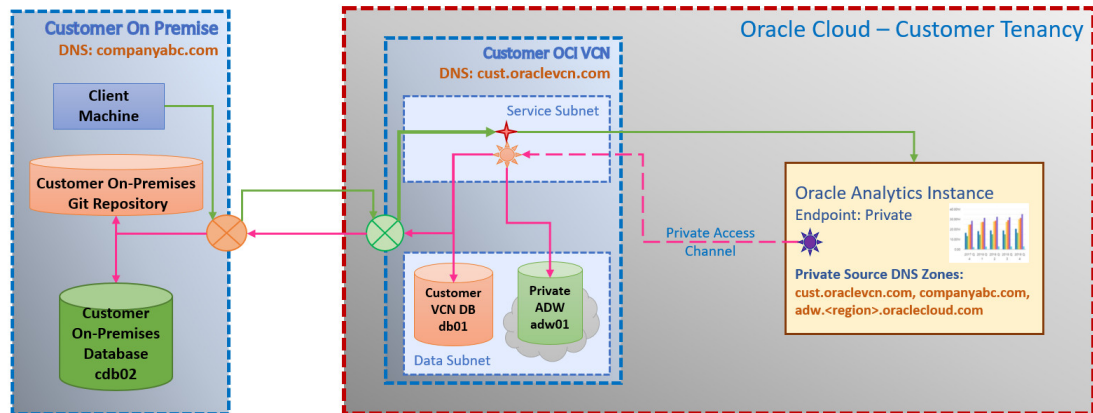 Customer On Premise
DNS: companyabc.com
Client
Machine
Customer On-Premises
Git Repository
Customer
On-Premises
Database
cdb02
Oracle Cloud – Customer Tenancy
Customer OCI VCN
DNS: cust.oraclevcn.com
Service Subnet
Customer
VCN DB
db01
Private
ADW
adw01
Data Subnet
Private Access
Channel
Oracle Analytics Instance
Endpoint: Private
Private Source DNS Zones:
cust.oraclevcn.com, companyabc.com,
adw.<region>.oraclecloud.com